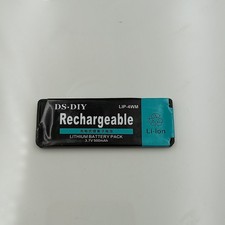 DS-DIY
LIP-4WM
Rechargeable
LITHIUM BATTERY PACK
Li-ion